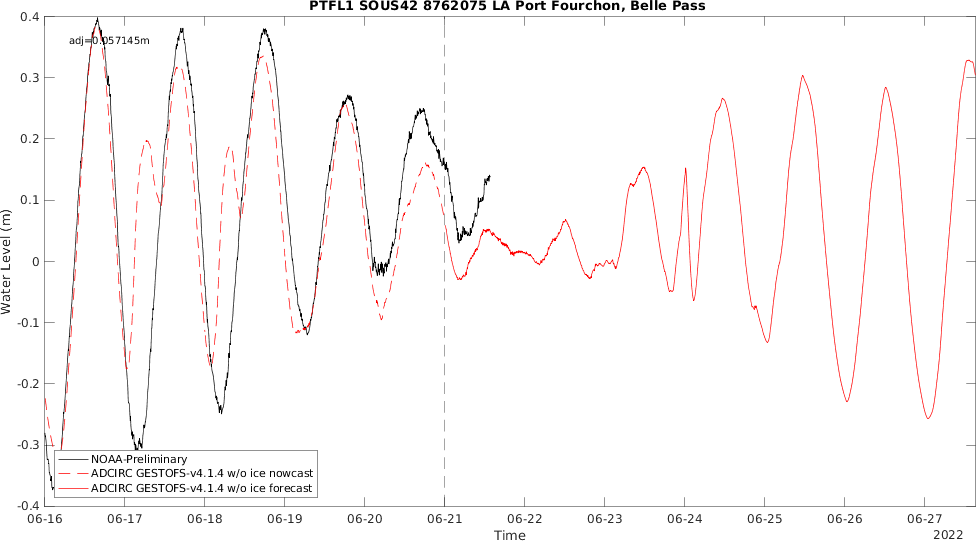 PTFL1 SOUS42 8762075 LA Port Fourchon, Belle Pass
adj=0.057145m
0.4
0.3
0.2
0.1
0
-0.1
-0.2
-0.3
-0.4
Water Level (m)
NOAA-Preliminary
ADCIRC GESTOFS-v4.1.4 w/o ice nowcast
ADCIRC GESTOFS-v4.1.4 w/o ice forecast
06-16 06-17 06-18 06-19 06-20 06-21 06-22 06-23 06-24 06-25 06-26 06-27
Time
2022